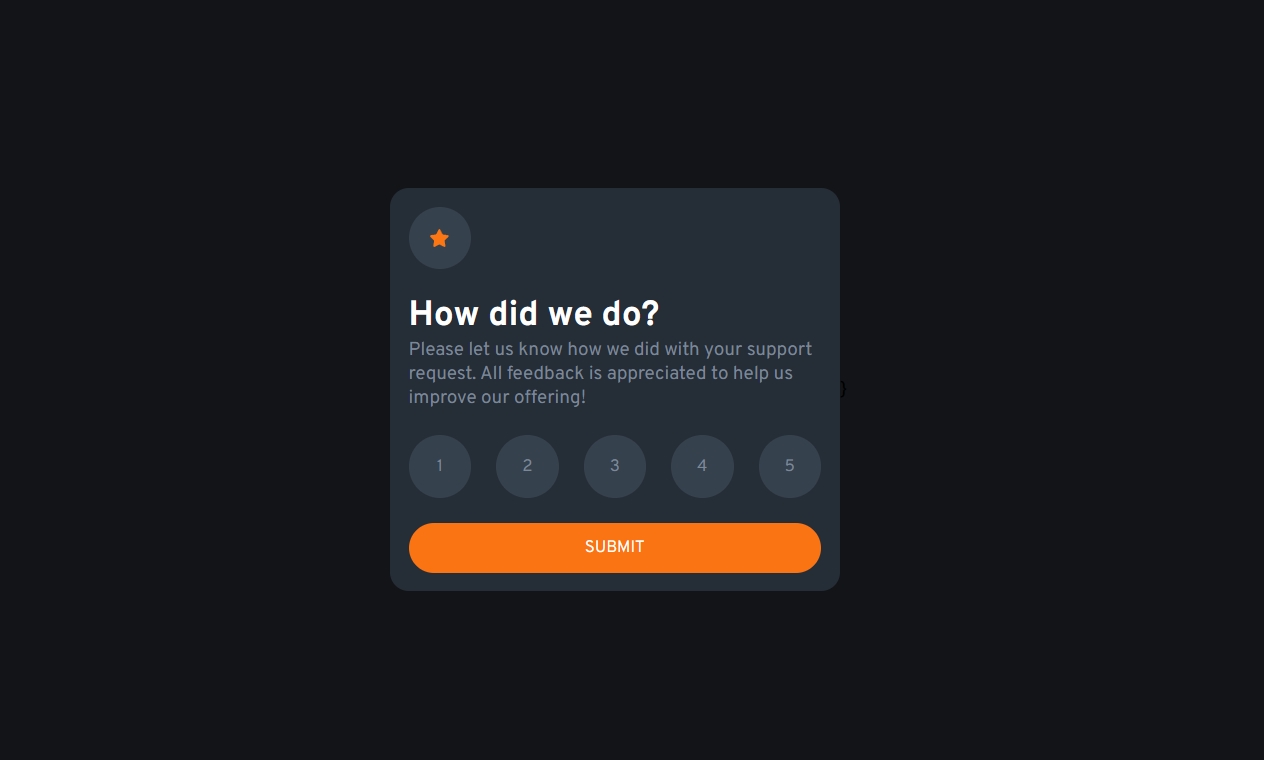 How did we do?
Please let us know how we did with your support
request. All feedback is appreciated to help us
}
improve our offering!
1 2 3 4 5
SUBMIT